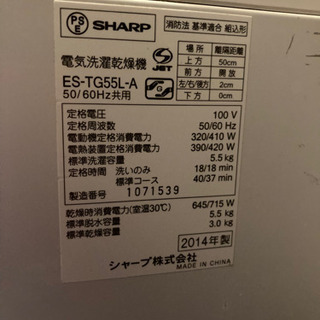 PS
E
SHARP
消防法 基準適合 組込形
電気洗濯乾燥機
S
JET
ES-TG55L-A
50/60Hz共用
場所 離隔距離
上方 50cm
前方 開放
左/右/後方 2cm
下方 0cm
定格電圧 100 V
定格周波数 50/60 Hz
電動機定格消費電力 320/410 W
電熱装置定格消費電力 390/420 W
標準洗濯容量 5.5 kg
定格時間 洗いのみ 18/18 min
標準コース 40/37 min
製造番号 1071539
乾燥時消費電力(室温30℃) 645/715 W
標準脱水容量 5.5 kg
標準乾燥容量 3.0 kg
2014年製
シャープ株式会社
MADE IN CHINA